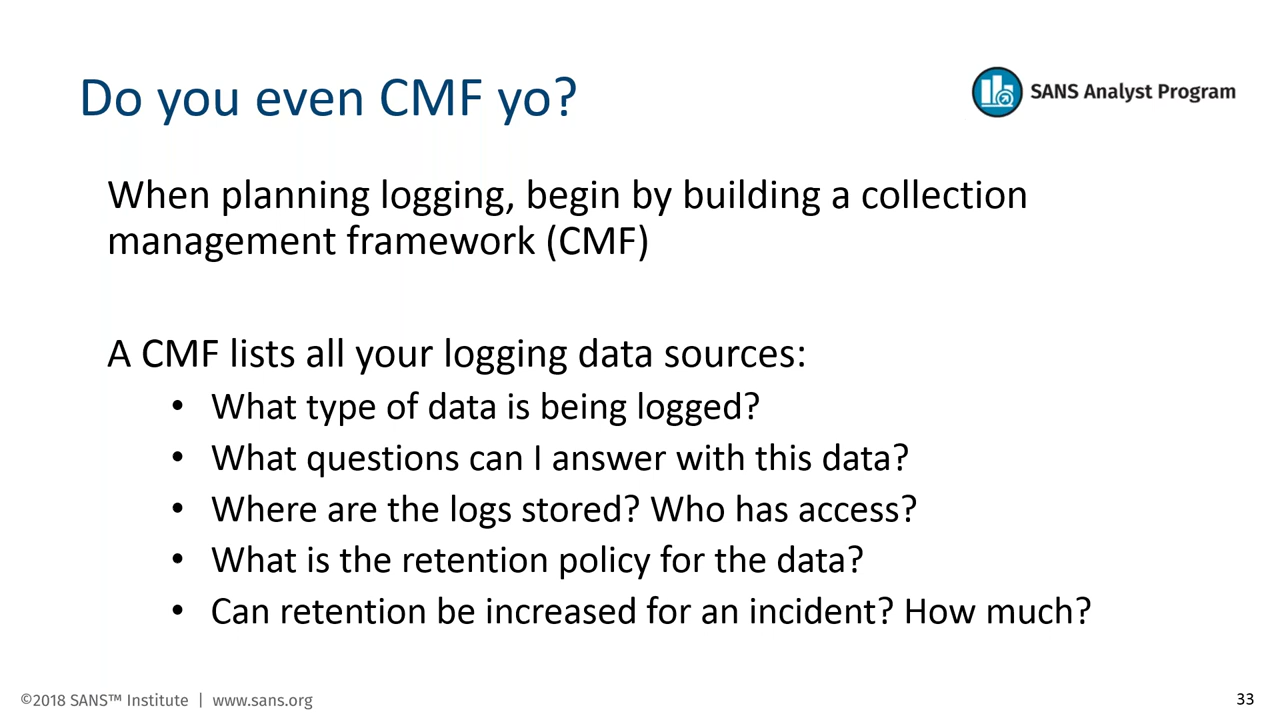 Do you even CMF yo?
SANS Analyst Program
When planning logging, begin by building a collection
management framework (CMF)
A CMF lists all your logging data sources:
• What type of data is being logged?
• What questions can I answer with this data?
• Where are the logs stored? Who has access?
• What is the retention policy for the data?
• Can retention be increased for an incident? How much?
©2018 SANS™ Institute | www.sans.org
33